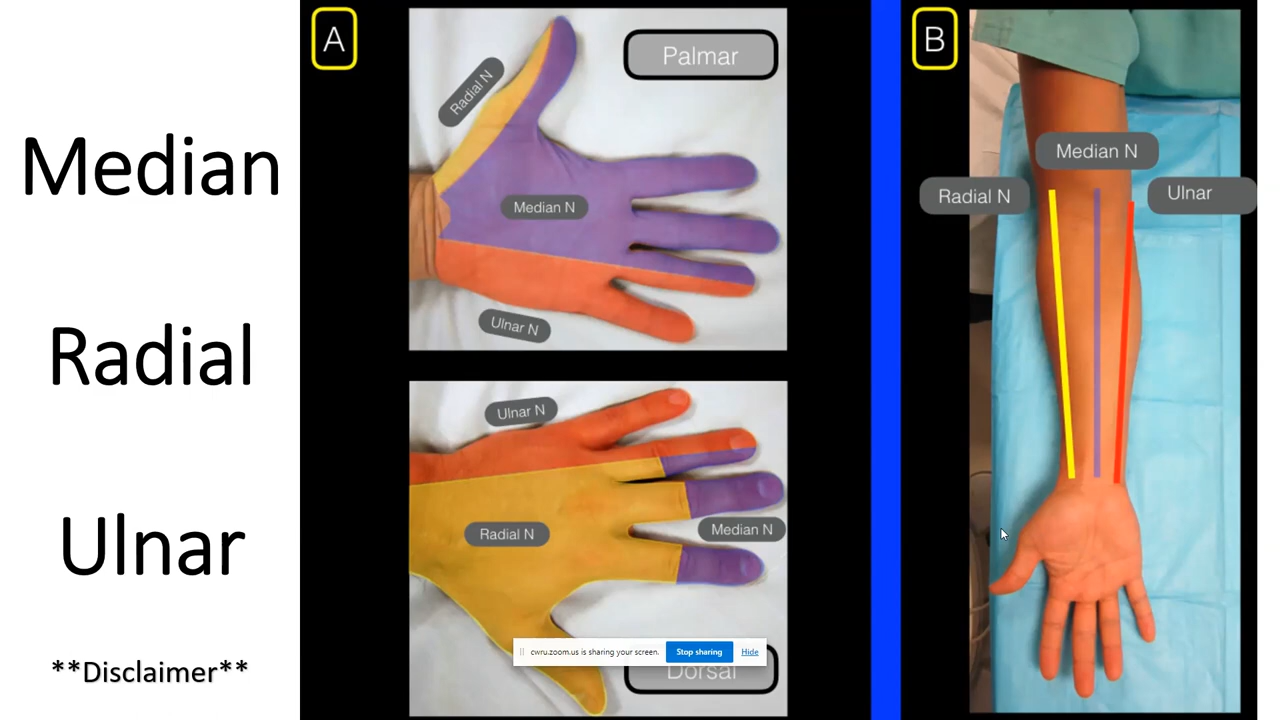 Median
Radial
Ulnar
**Disclaimer**
A
Palmar
Radial N
Median N
Ulnar N
Ulnar N
Radial N
Median N
cwru.zoom.us is sharing your screen.
Stop sharing
Hide
Dorsal
B
Median N
Radial N
Ulnar